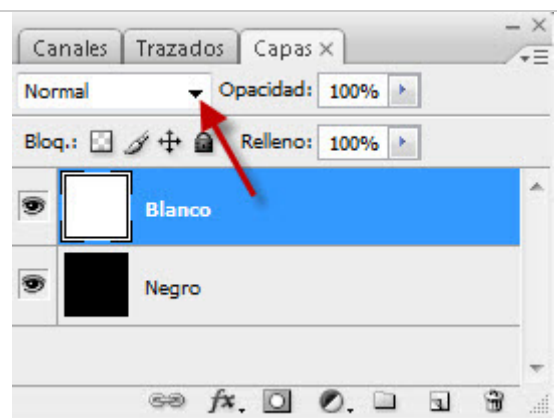 Canales Trazados Capas
Normal Opacidad: 100%
Bloq.: Relleno: 100%
Blanco
Negro
fx.